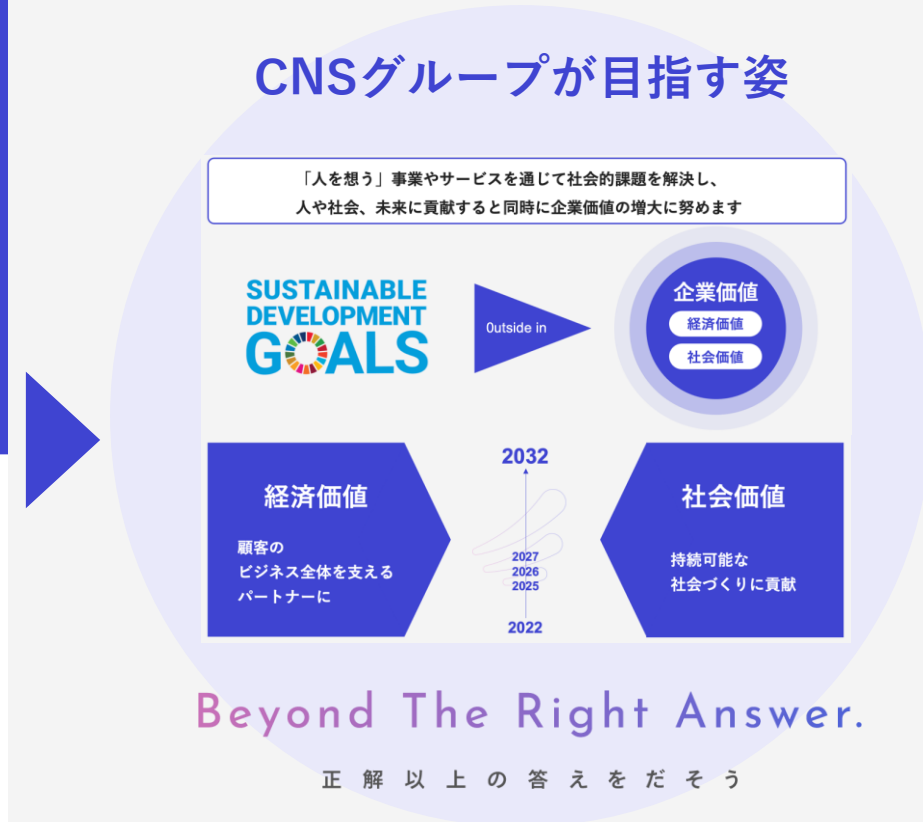 CNSグループが目指す姿
「人を想う」事業やサービスを通じて社会的課題を解決し、
人や社会、未来に貢献すると同時に企業価値の増大に努めます
SUSTAINABLE
DEVELOPMENT
GOALS
Outside in
企業価値
経済価値
社会価値
経済価値
顧客の
ビジネス全体を支える
パートナーに
2032
2027
2026
2025
2022
社会価値
持続可能な
社会づくりに貢献
Beyond The Right Answer.
正解以上の答えをだそう